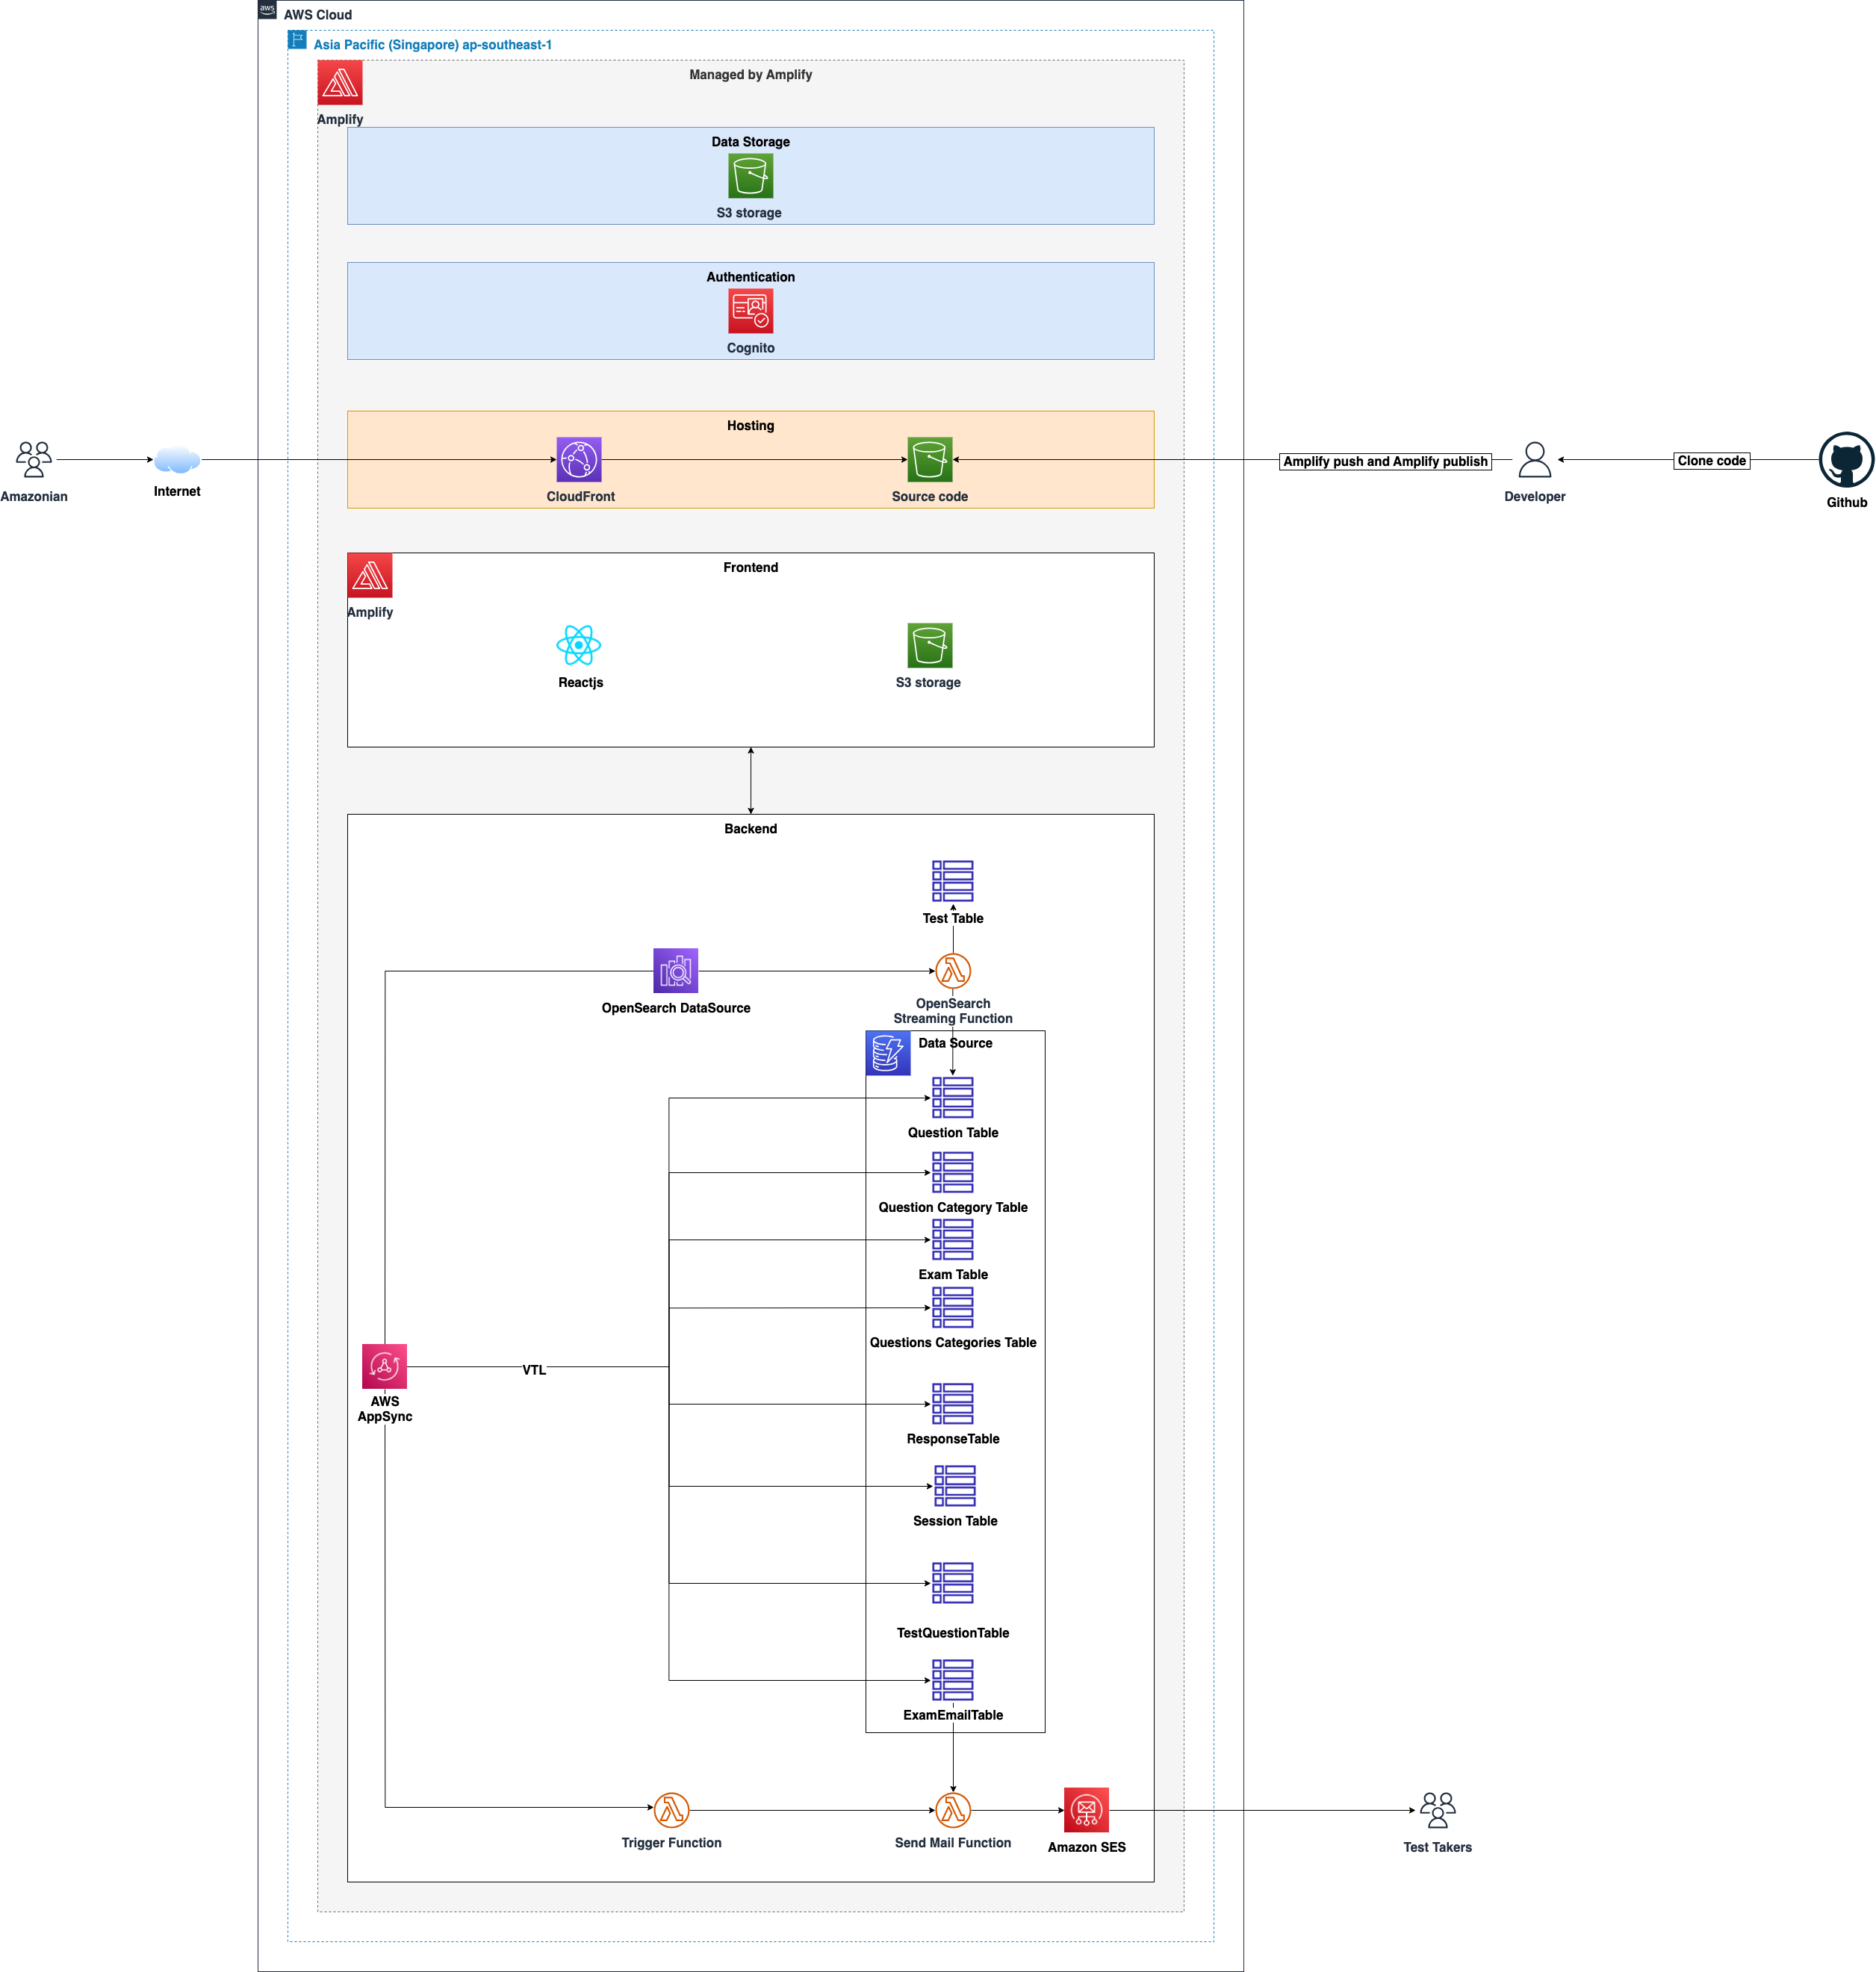 aws
AWS Cloud
Asia Pacific (Singapore) ap-southeast-1
Managed by Amplify
Amplify
Data Storage
S3 storage
Authentication
Cognito
Hosting
Amazonian
Internet
CloudFront
Source code
Amplify push and Amplify publish
Developer
Clone code
Github
Frontend
Amplify
Reactjs
S3 storage
Backend
Test Table
OpenSearch DataSource
OpenSearch
Streaming Function
Data Source
Question Table
Question Category Table
Exam Table
Questions Categories Table
VTL
AWS
AppSync
ResponseTable
Session Table
TestQuestionTable
ExamEmailTable
Trigger Function
Send Mail Function
Amazon SES
Test Takers